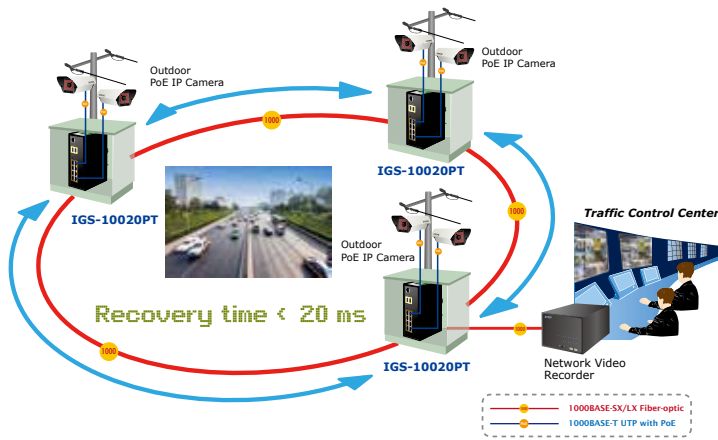 Outdoor
PoE IP Camera
Outdoor
PoE IP Camera
1000
IGS-10020PT
IGS-10020PT
1000
Traffic Control Center
Outdoor
PoE IP Camera
Recovery time < 20 ms
1000
1000
IGS-10020PT
Network Video
Recorder
1000BASE-SX/LX Fiber-optic
1000BASE-T UTP with PoE